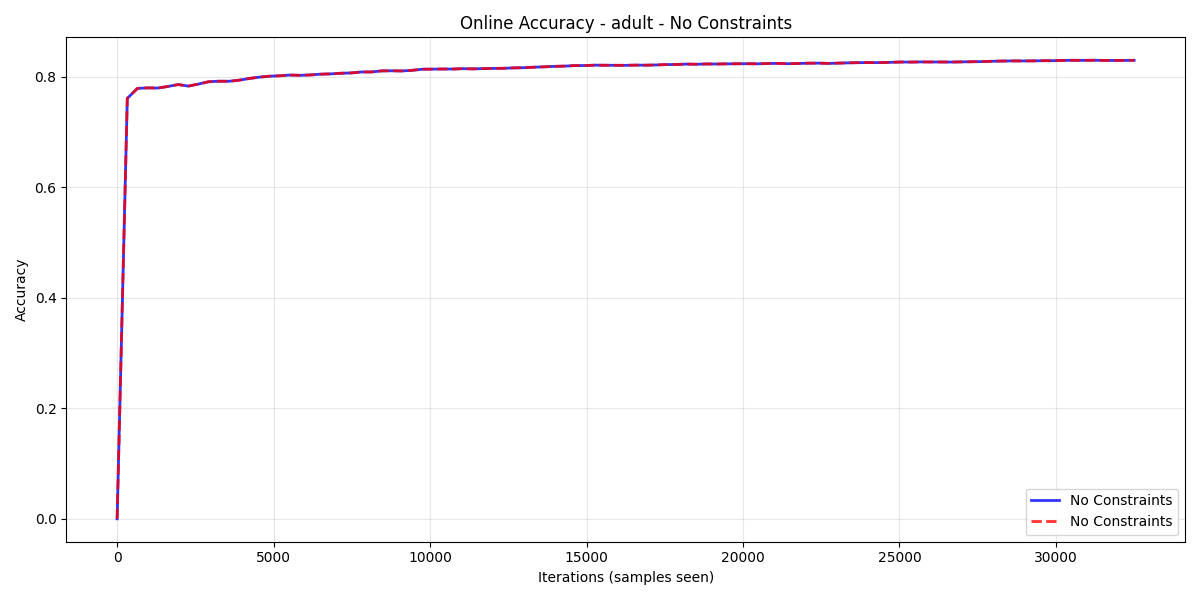 Online Accuracy - adult - No Constraints
Accuracy
0.8
0.6
0.4
0.2
0.0
0 5000 10000 15000 20000 25000 30000
Iterations (samples seen)
No Constraints
No Constraints